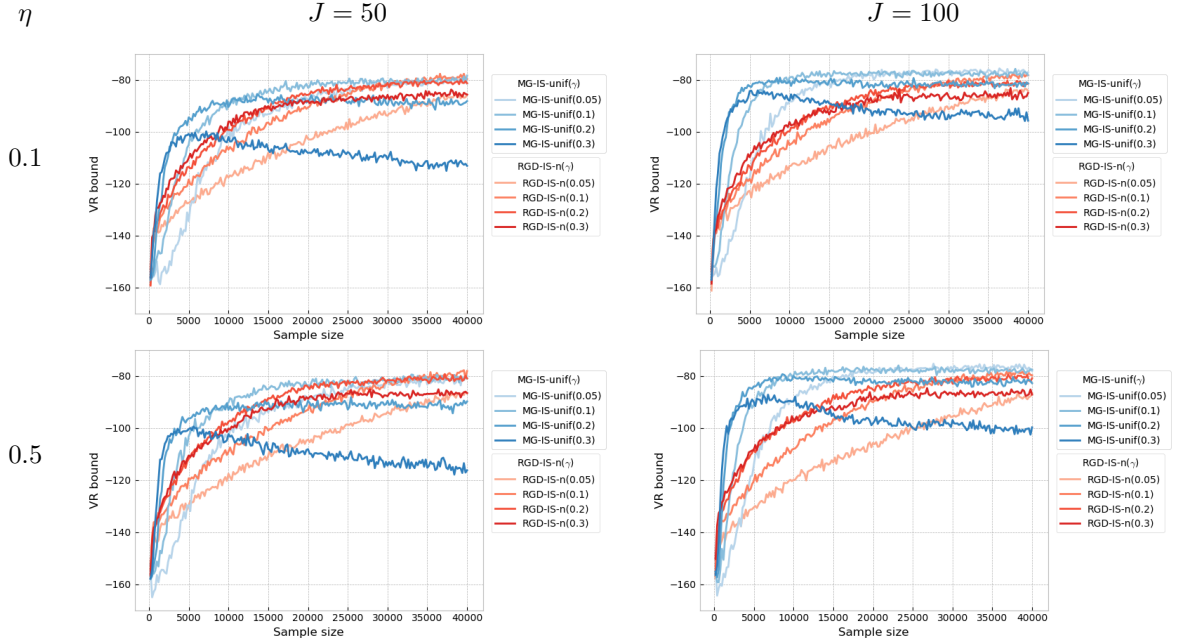 η J = 50 J = 100
0.1
−80
−100
−120
−140
−160
VR bound
0 5000 10000 15000 20000 25000 30000 35000 40000
Sample size
MG-IS-unif(γ)
MG-IS-unif(0.05)
MG-IS-unif(0.1)
MG-IS-unif(0.2)
MG-IS-unif(0.3)
RGD-IS-n(γ)
RGD-IS-n(0.05)
RGD-IS-n(0.1)
RGD-IS-n(0.2)
RGD-IS-n(0.3)
−80
−100
−120
−140
−160
VR bound
0 5000 10000 15000 20000 25000 30000 35000 40000
Sample size
MG-IS-unif(γ)
MG-IS-unif(0.05)
MG-IS-unif(0.1)
MG-IS-unif(0.2)
MG-IS-unif(0.3)
RGD-IS-n(γ)
RGD-IS-n(0.05)
RGD-IS-n(0.1)
RGD-IS-n(0.2)
RGD-IS-n(0.3)
0.5
−80
−100
−120
−140
−160
VR bound
0 5000 10000 15000 20000 25000 30000 35000 40000
Sample size
MG-IS-unif(γ)
MG-IS-unif(0.05)
MG-IS-unif(0.1)
MG-IS-unif(0.2)
MG-IS-unif(0.3)
RGD-IS-n(γ)
RGD-IS-n(0.05)
RGD-IS-n(0.1)
RGD-IS-n(0.2)
RGD-IS-n(0.3)
−80
−100
−120
−140
−160
VR bound
0 5000 10000 15000 20000 25000 30000 35000 40000
Sample size
MG-IS-unif(γ)
MG-IS-unif(0.05)
MG-IS-unif(0.1)
MG-IS-unif(0.2)
MG-IS-unif(0.3)
RGD-IS-n(γ)
RGD-IS-n(0.05)
RGD-IS-n(0.1)
RGD-IS-n(0.2)
RGD-IS-n(0.3)